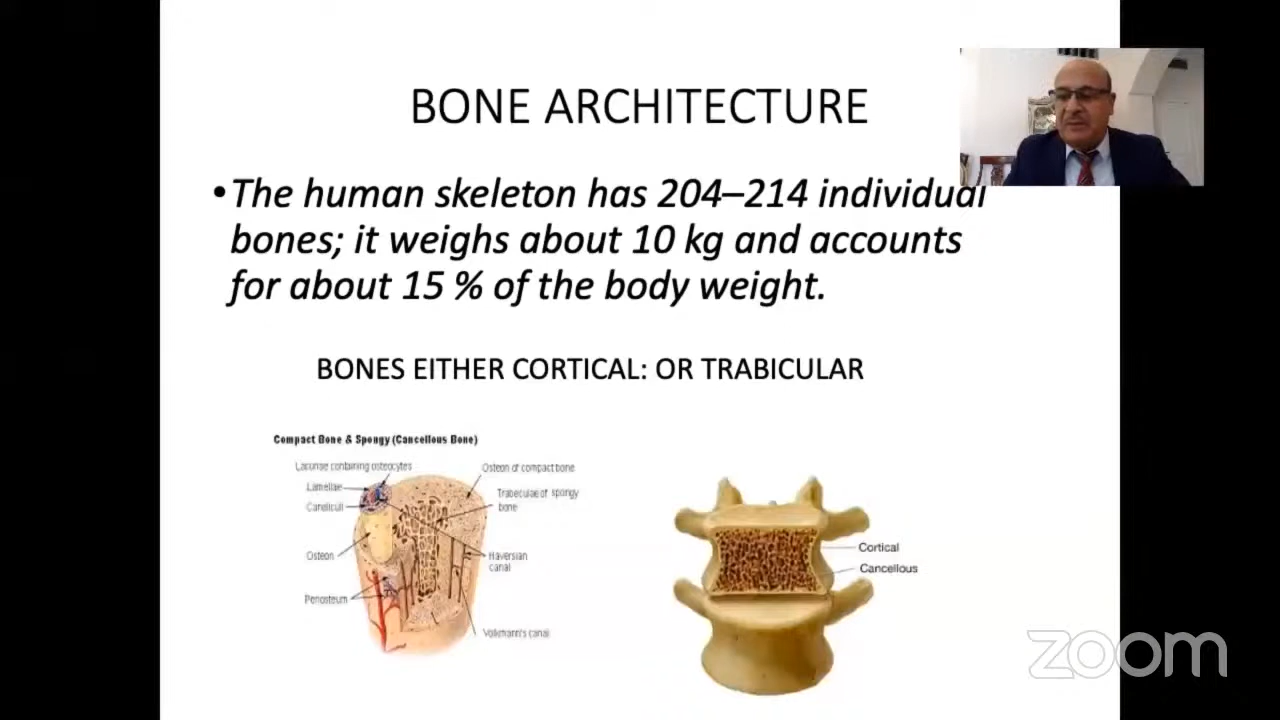 BONE ARCHITECTURE
•The human skeleton has 204–214 individual
bones; it weighs about 10 kg and accounts
for about 15 % of the body weight.
BONES EITHER CORTICAL: OR TRABICULAR
Compact Bone & Spongy (Cancellous Bone)
Lacunae containing osteocytes
Lamellae
Canaliculi
Osteon
Periosteum
Osteon of compact bone
Trabeculae of spongy
bone
Haversian
canal
Volkmann's canal
Cortical
Cancellous
zoom